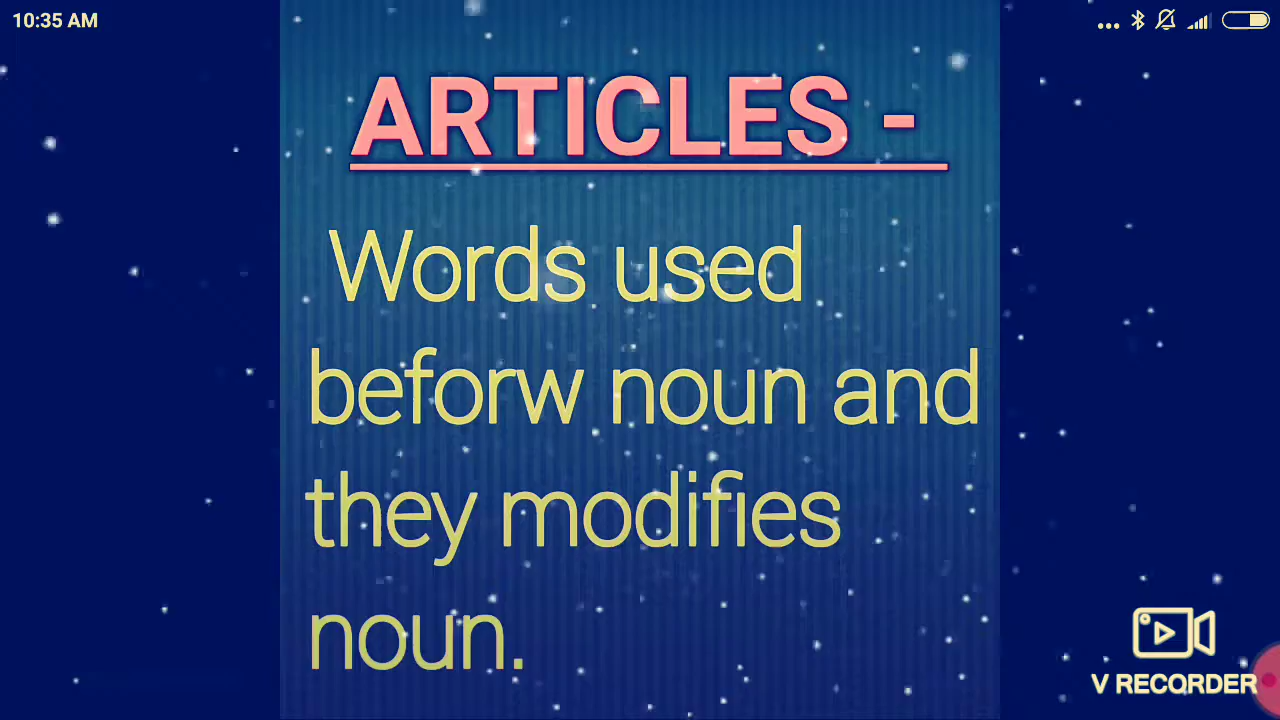 10:35 AM
ARTICLES -
Words used
beforw noun and
they modifies
noun.
V RECORDER